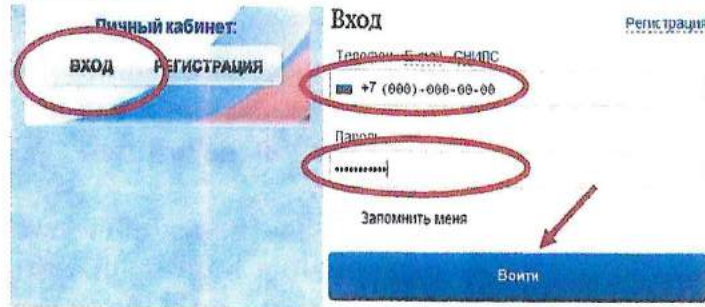 Личный кабинет:
ВХОД РЕГИСТРАЦИЯ
Вход
Регистрация
Телефон E-mail СНИЛС
+7 (000)-000-00-00
Пароль
•••••••••••
Запомнить меня
Войти